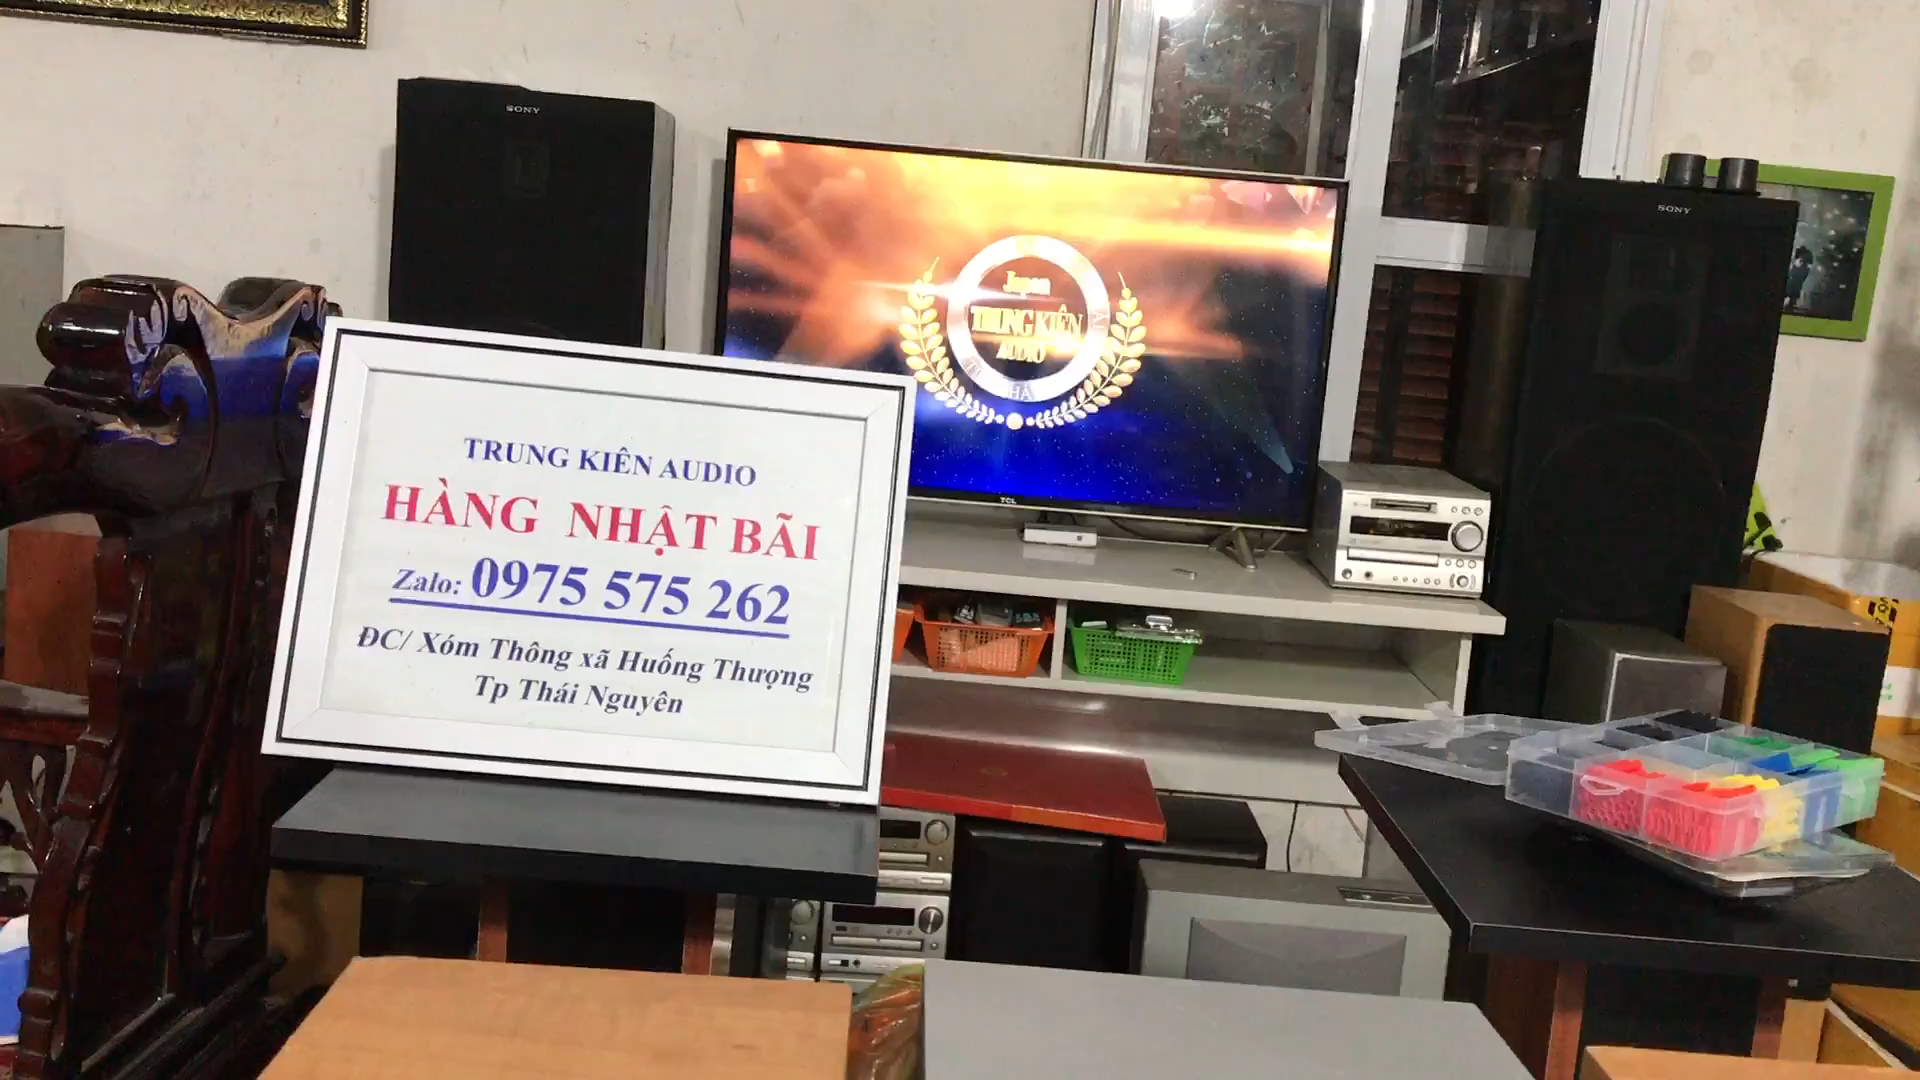 SONY
SONY
Japan
TRUNG KIÊN
AUDIO
TCL
TRUNG KIÊN AUDIO
HÀNG NHẬT BÃI
Zalo: 0975 575 262
ĐC/ Xóm Thông xã Huống Thượng
Tp Thái Nguyên